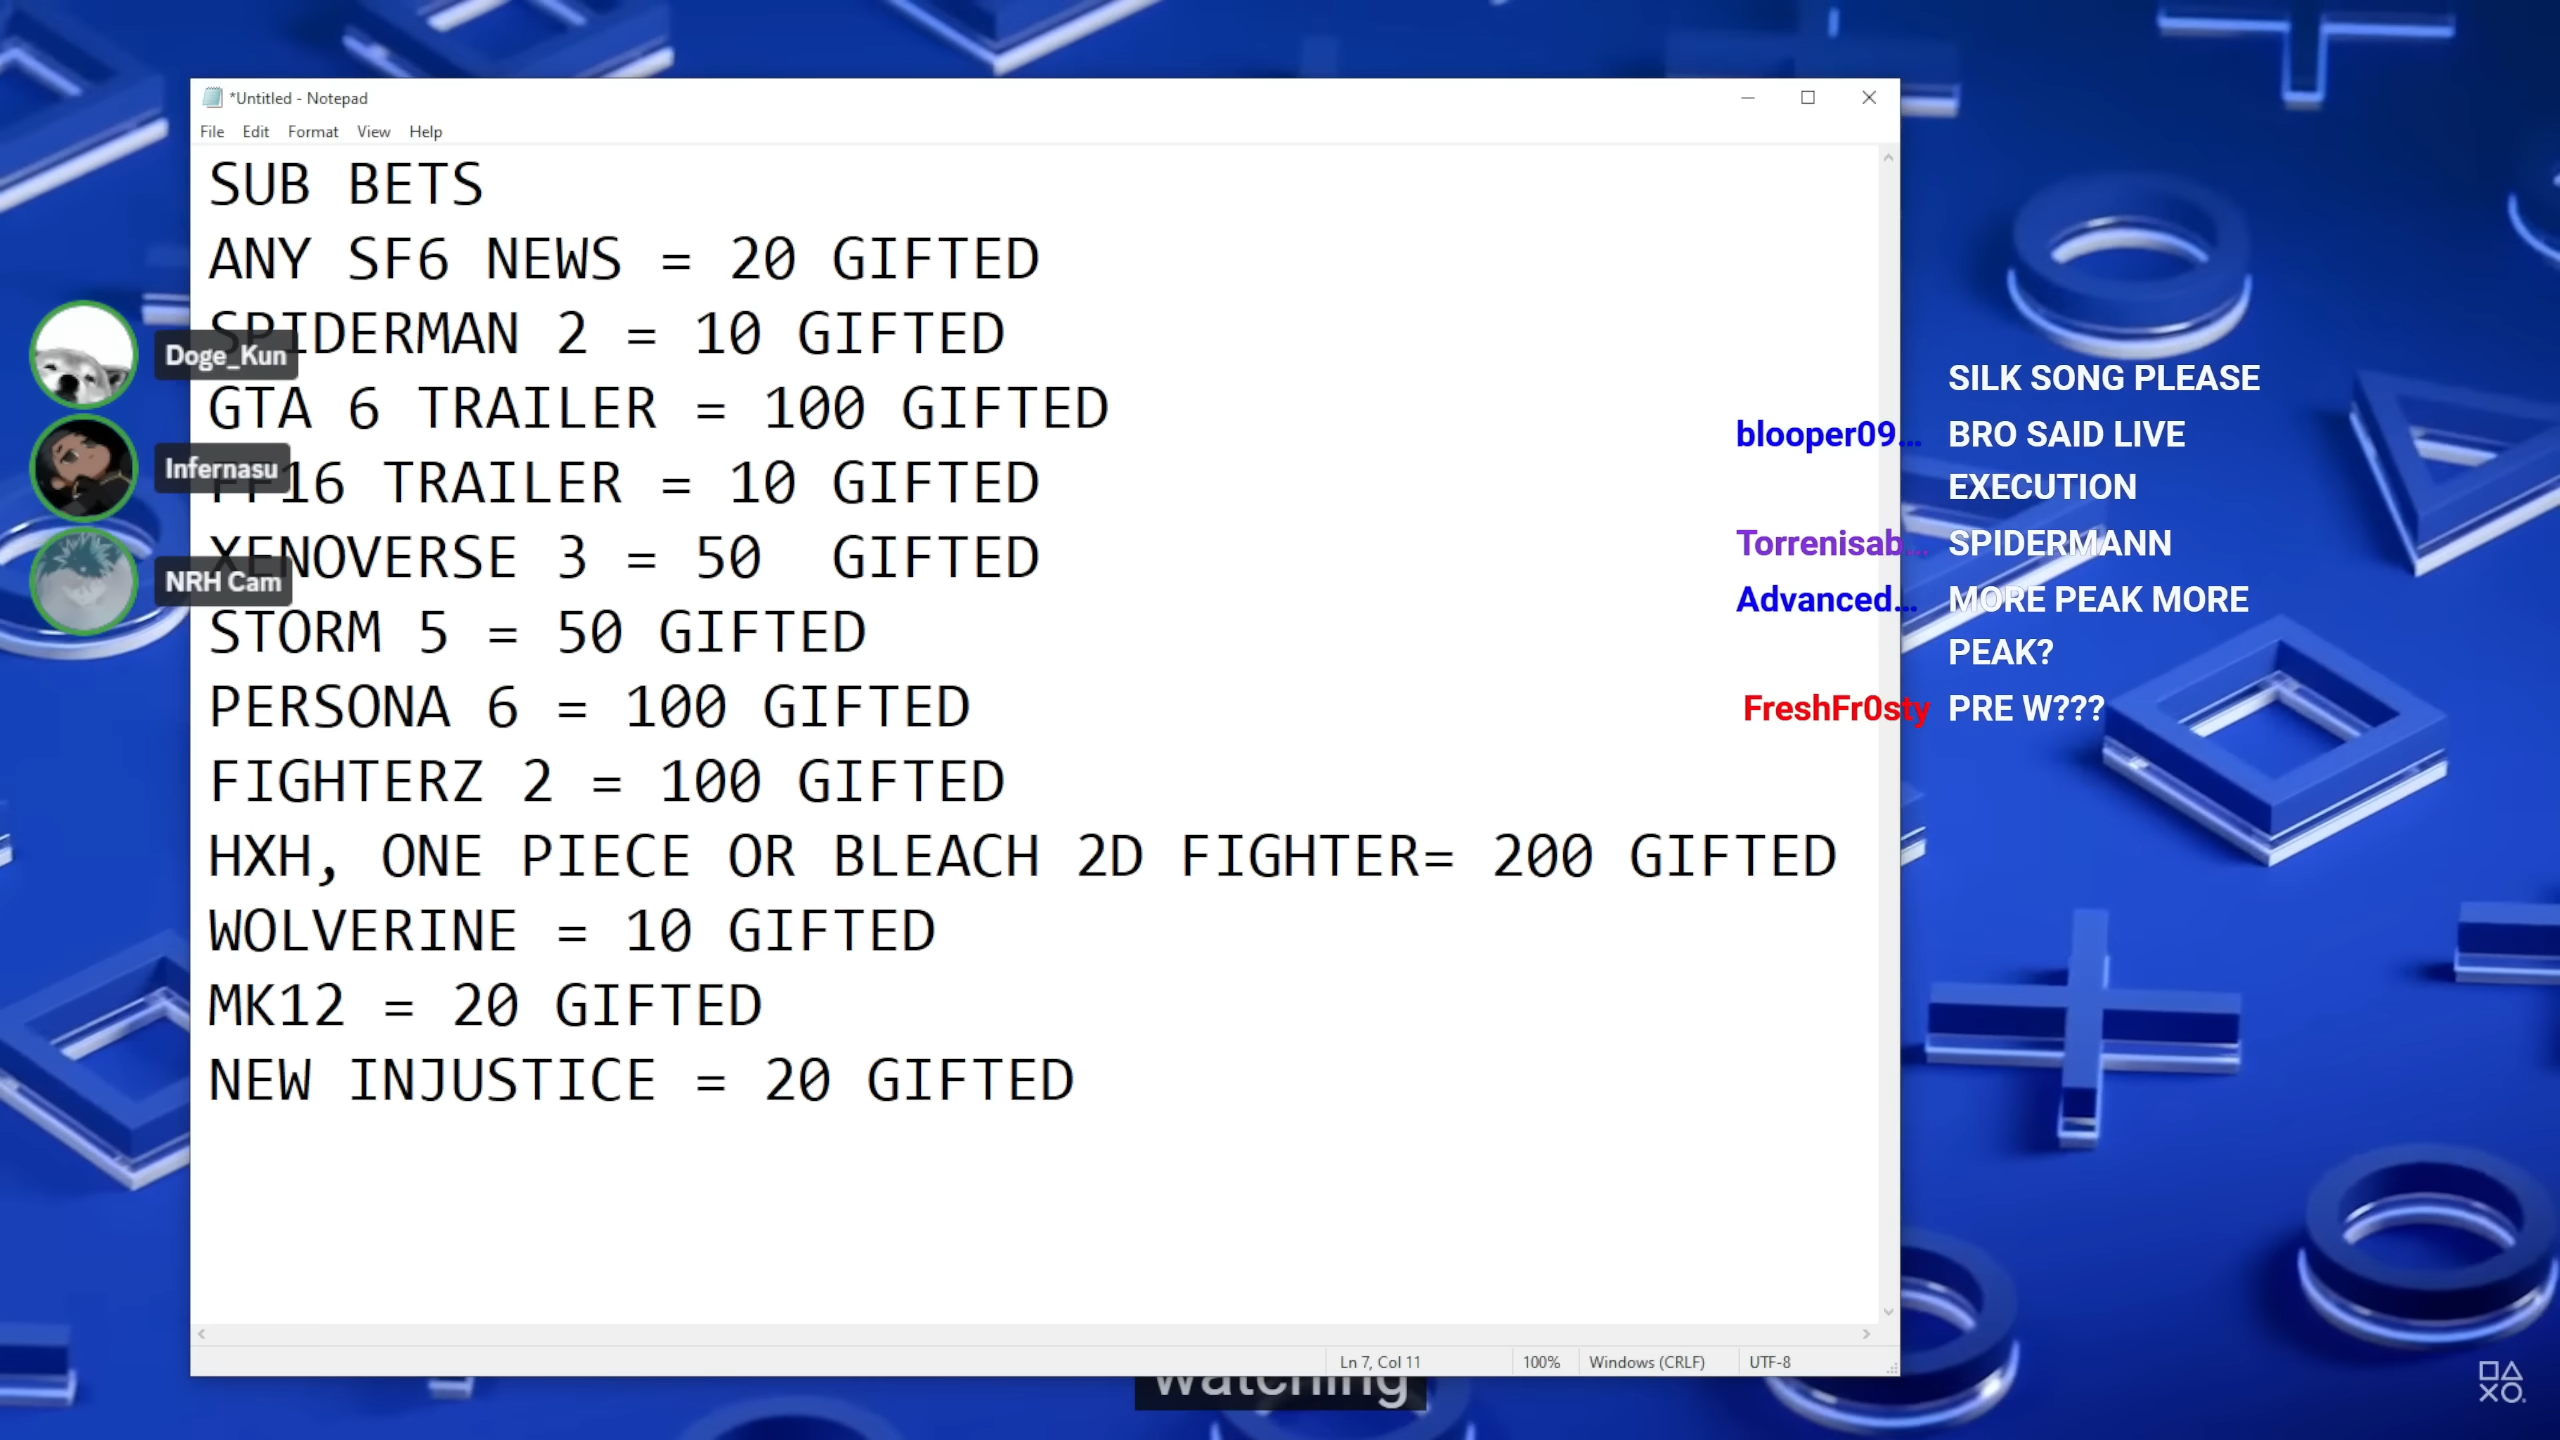 *Untitled - Notepad
File Edit Format View Help
SUB BETS
ANY SF6 NEWS = 20 GIFTED
SPIDERMAN 2 = 10 GIFTED
GTA 6 TRAILER = 100 GIFTED
FF16 TRAILER = 10 GIFTED
XENOVERSE 3 = 50  GIFTED
STORM 5 = 50 GIFTED
PERSONA 6 = 100 GIFTED
FIGHTERZ 2 = 100 GIFTED
HXH, ONE PIECE OR BLEACH 2D FIGHTER= 200 GIFTED
WOLVERINE = 10 GIFTED
MK12 = 20 GIFTED
NEW INJUSTICE = 20 GIFTED
Doge_Kun
Infernasu
NRH Cam
SILK SONG PLEASE
blooper09... BRO SAID LIVE
EXECUTION
Torrenisab... SPIDERMANN
Advanced... MORE PEAK MORE
PEAK?
FreshFr0sty PRE W???
Ln 7, Col 11 100% Windows (CRLF) UTF-8
watching